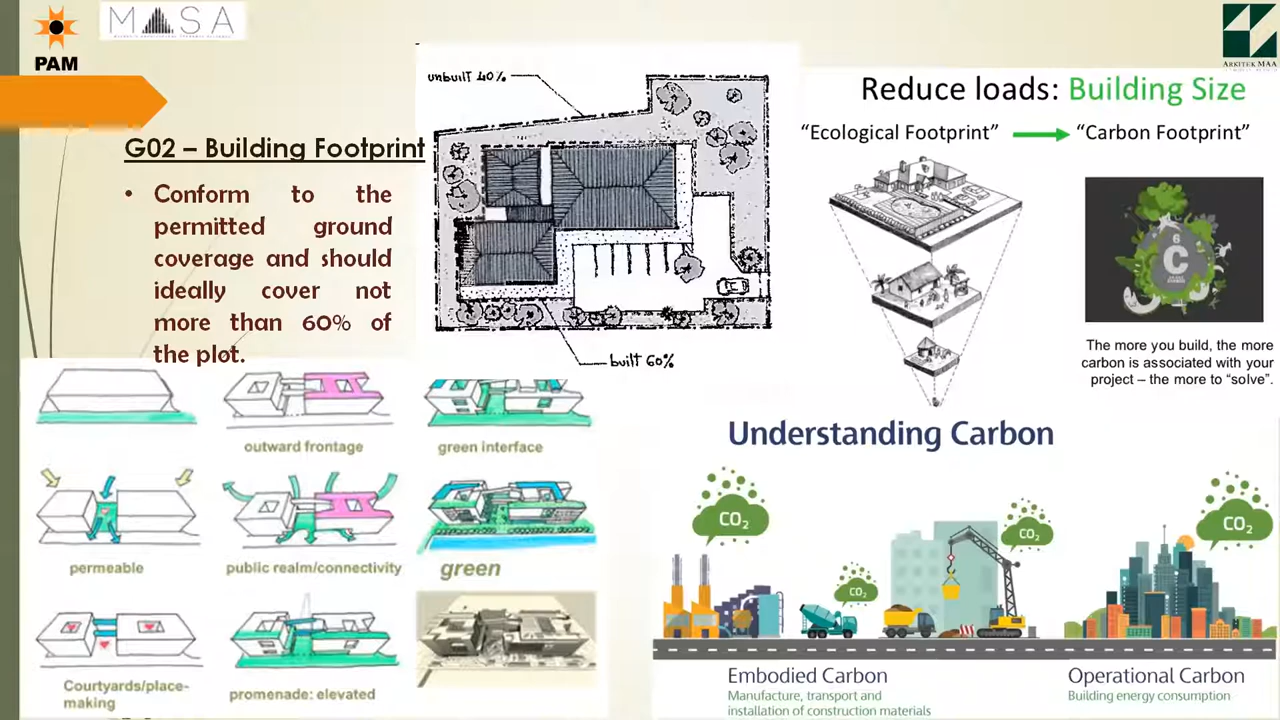 MASA
PAM
ARKITEK MAA
G02 – Building Footprint
• Conform to the
permitted ground
coverage and should
ideally cover not
more than 60% of
the plot.
unbuilt 40%
built 60%
Reduce loads: Building Size
“Ecological Footprint”
“Carbon Footprint”
6
C
The more you build, the more
carbon is associated with your
project – the more to “solve”.
outward frontage
green interface
permeable
public realm/connectivity
green
Courtyards/place-
making
promenade: elevated
Understanding Carbon
CO2
CO2
CO2
CO2
Embodied Carbon
Manufacture, transport and
installation of construction materials
Operational Carbon
Building energy consumption